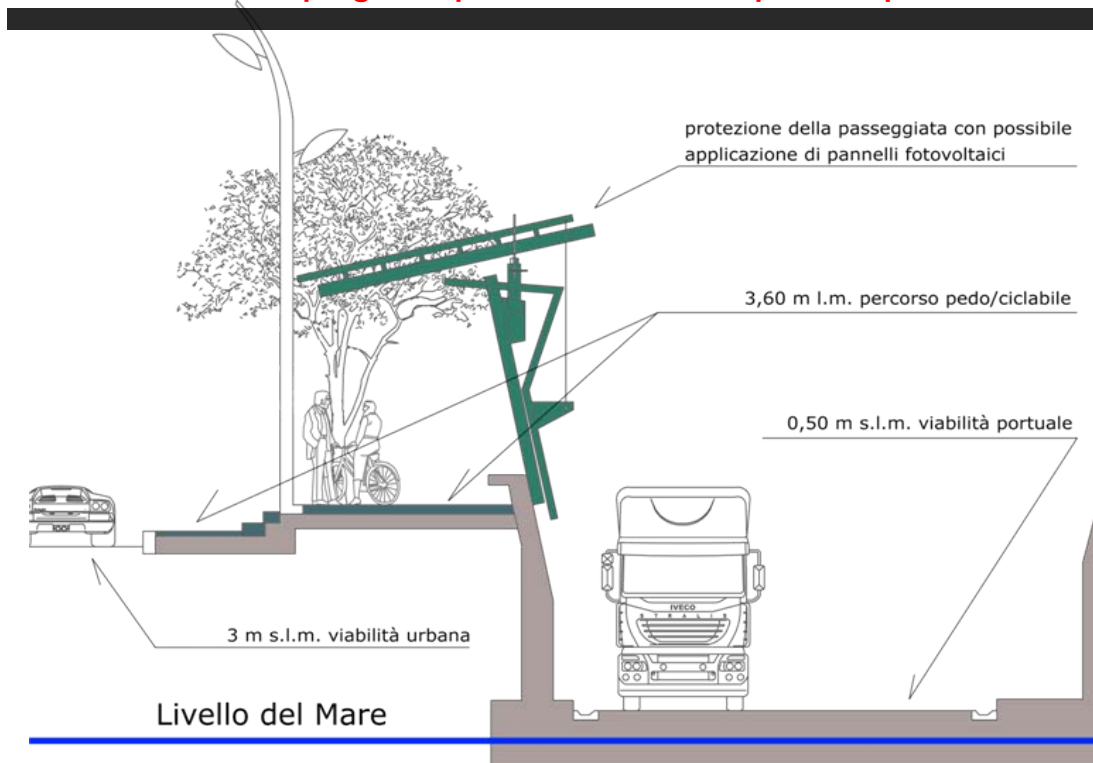 protezione della passeggiata con possibile
applicazione di pannelli fotovoltaici
3,60 m l.m. percorso pedo/ciclabile
0,50 m s.l.m. viabilità portuale
IVECO
STRALIS
3 m s.l.m. viabilità urbana
Livello del Mare